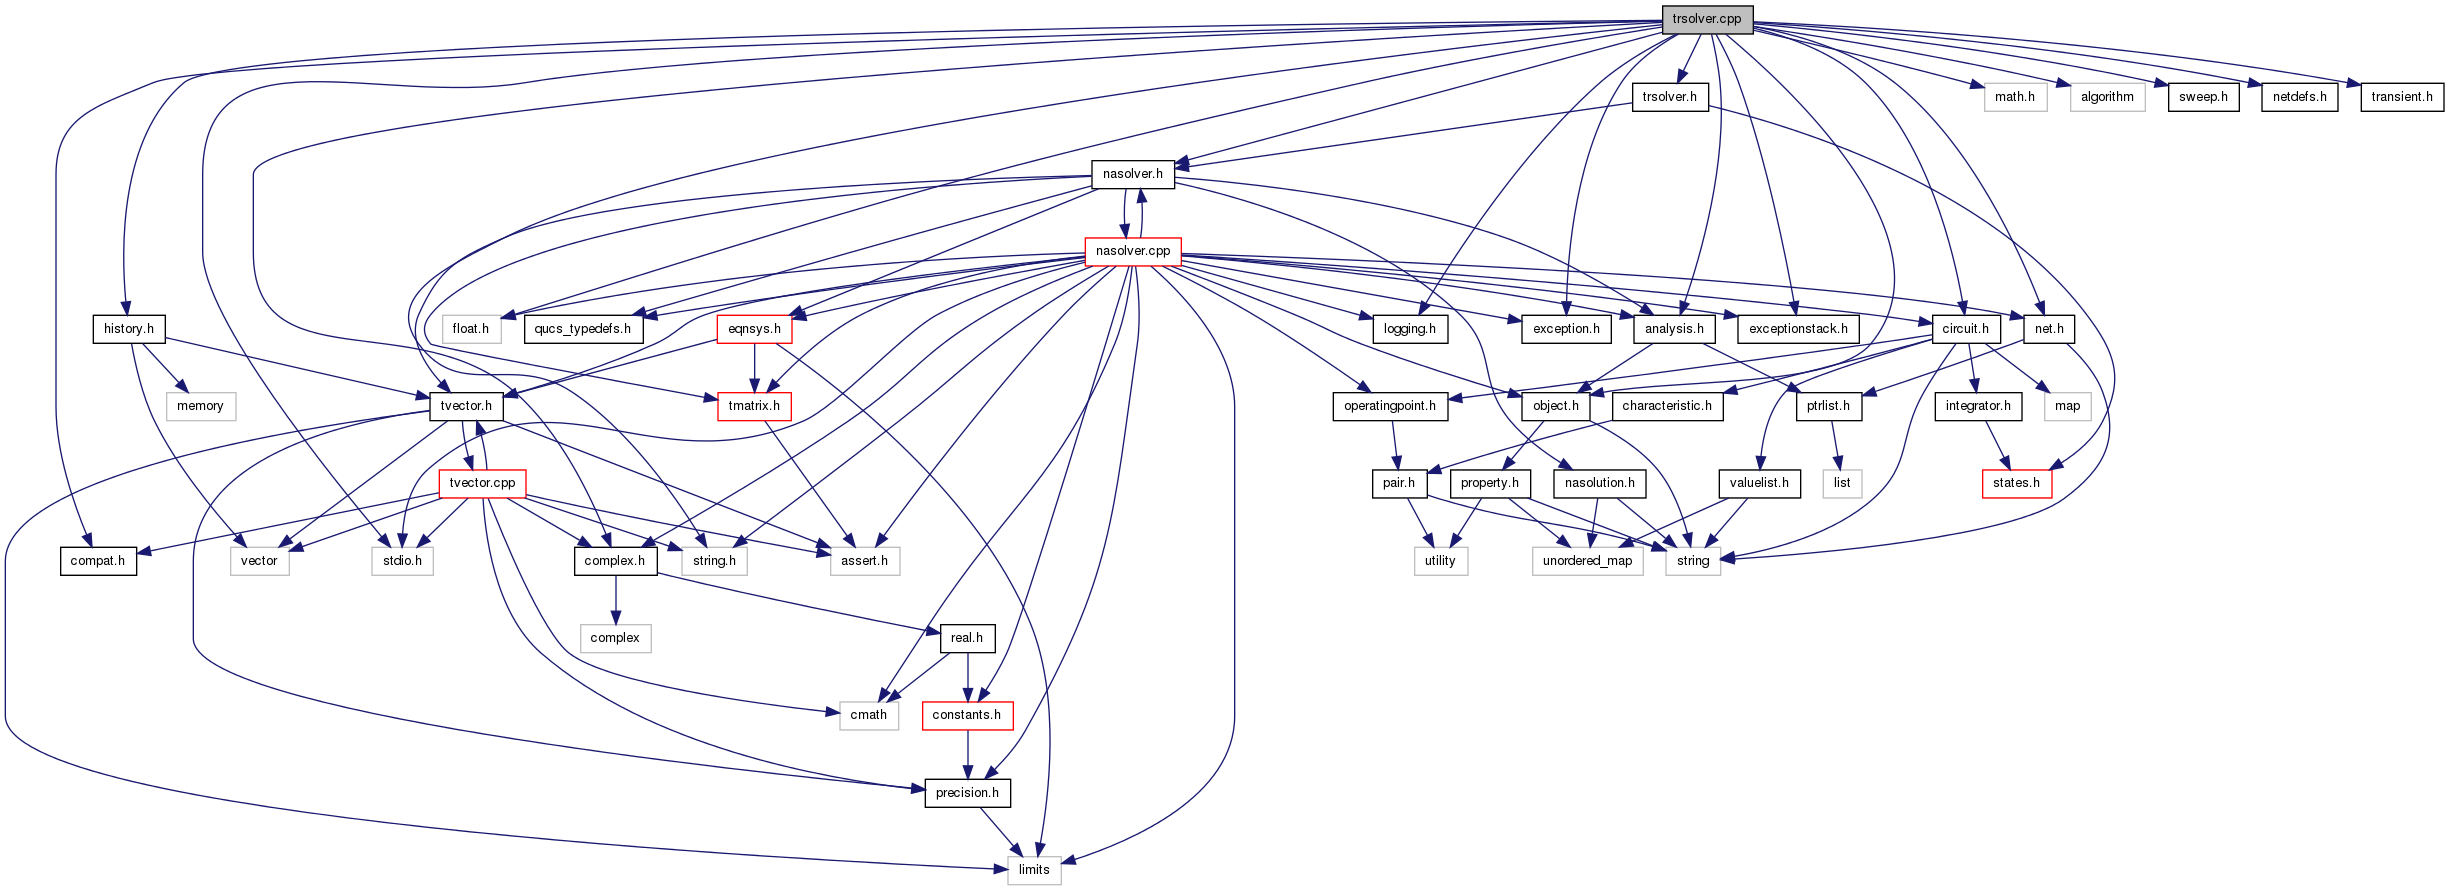 trsolver.cpp
trsolver.h
math.h
algorithm
sweep.h
netdefs.h
transient.h
nasolver.h
nasolver.cpp
history.h
float.h
qucs_typedefs.h
eqnsys.h
logging.h
exception.h
analysis.h
exceptionstack.h
circuit.h
net.h
memory
tvector.h
tmatrix.h
operatingpoint.h
object.h
characteristic.h
ptrlist.h
integrator.h
map
tvector.cpp
pair.h
property.h
nasolution.h
valuelist.h
list
states.h
compat.h
vector
stdio.h
complex.h
string.h
assert.h
utility
unordered_map
string
complex
real.h
cmath
constants.h
precision.h
limits